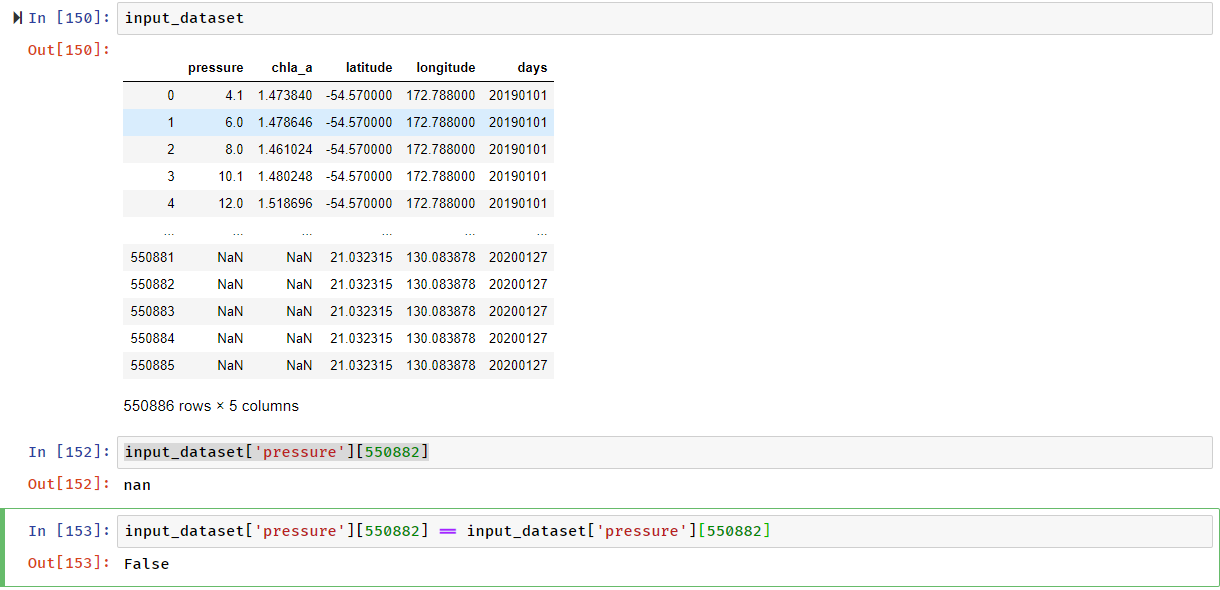 In [150]: input_dataset
Out[150]:
pressure chla_a latitude longitude days
0 4.1 1.473840 -54.570000 172.788000 20190101
1 6.0 1.478646 -54.570000 172.788000 20190101
2 8.0 1.461024 -54.570000 172.788000 20190101
3 10.1 1.480248 -54.570000 172.788000 20190101
4 12.0 1.518696 -54.570000 172.788000 20190101
... ... ... ... ... ...
550881 NaN NaN 21.032315 130.083878 20200127
550882 NaN NaN 21.032315 130.083878 20200127
550883 NaN NaN 21.032315 130.083878 20200127
550884 NaN NaN 21.032315 130.083878 20200127
550885 NaN NaN 21.032315 130.083878 20200127
550886 rows × 5 columns
In [152]: input_dataset['pressure'][550882]
Out[152]: nan
In [153]: input_dataset['pressure'][550882] == input_dataset['pressure'][550882]
Out[153]: False